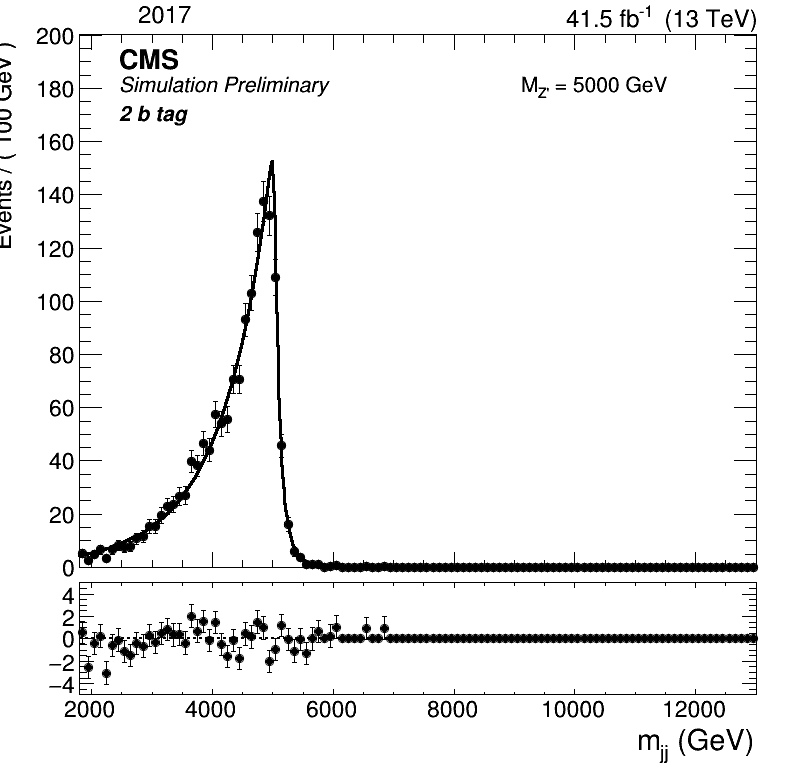 2017 41.5 fb⁻¹ (13 TeV)
CMS
Simulation Preliminary
2 b tag
M_Z' = 5000 GeV
Events / ( 100 GeV )
200
180
160
140
120
100
80
60
40
20
0
4
2
0
−2
−4
2000 4000 6000 8000 10000 12000
m_jj (GeV)